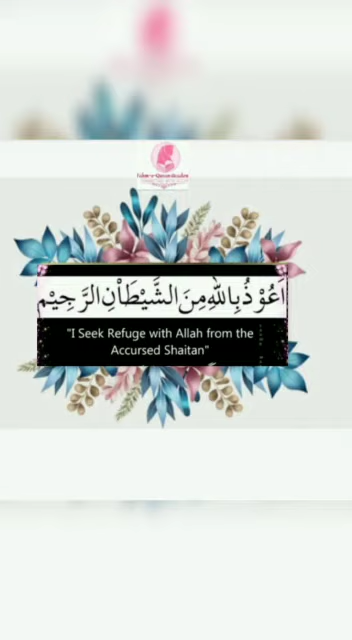 اَعُوْذُ بِاللّٰهِ مِنَ الشَّيْطَاْنِ الرَّجِيْمِ
"I Seek Refuge with Allah from the
Accursed Shaitan"